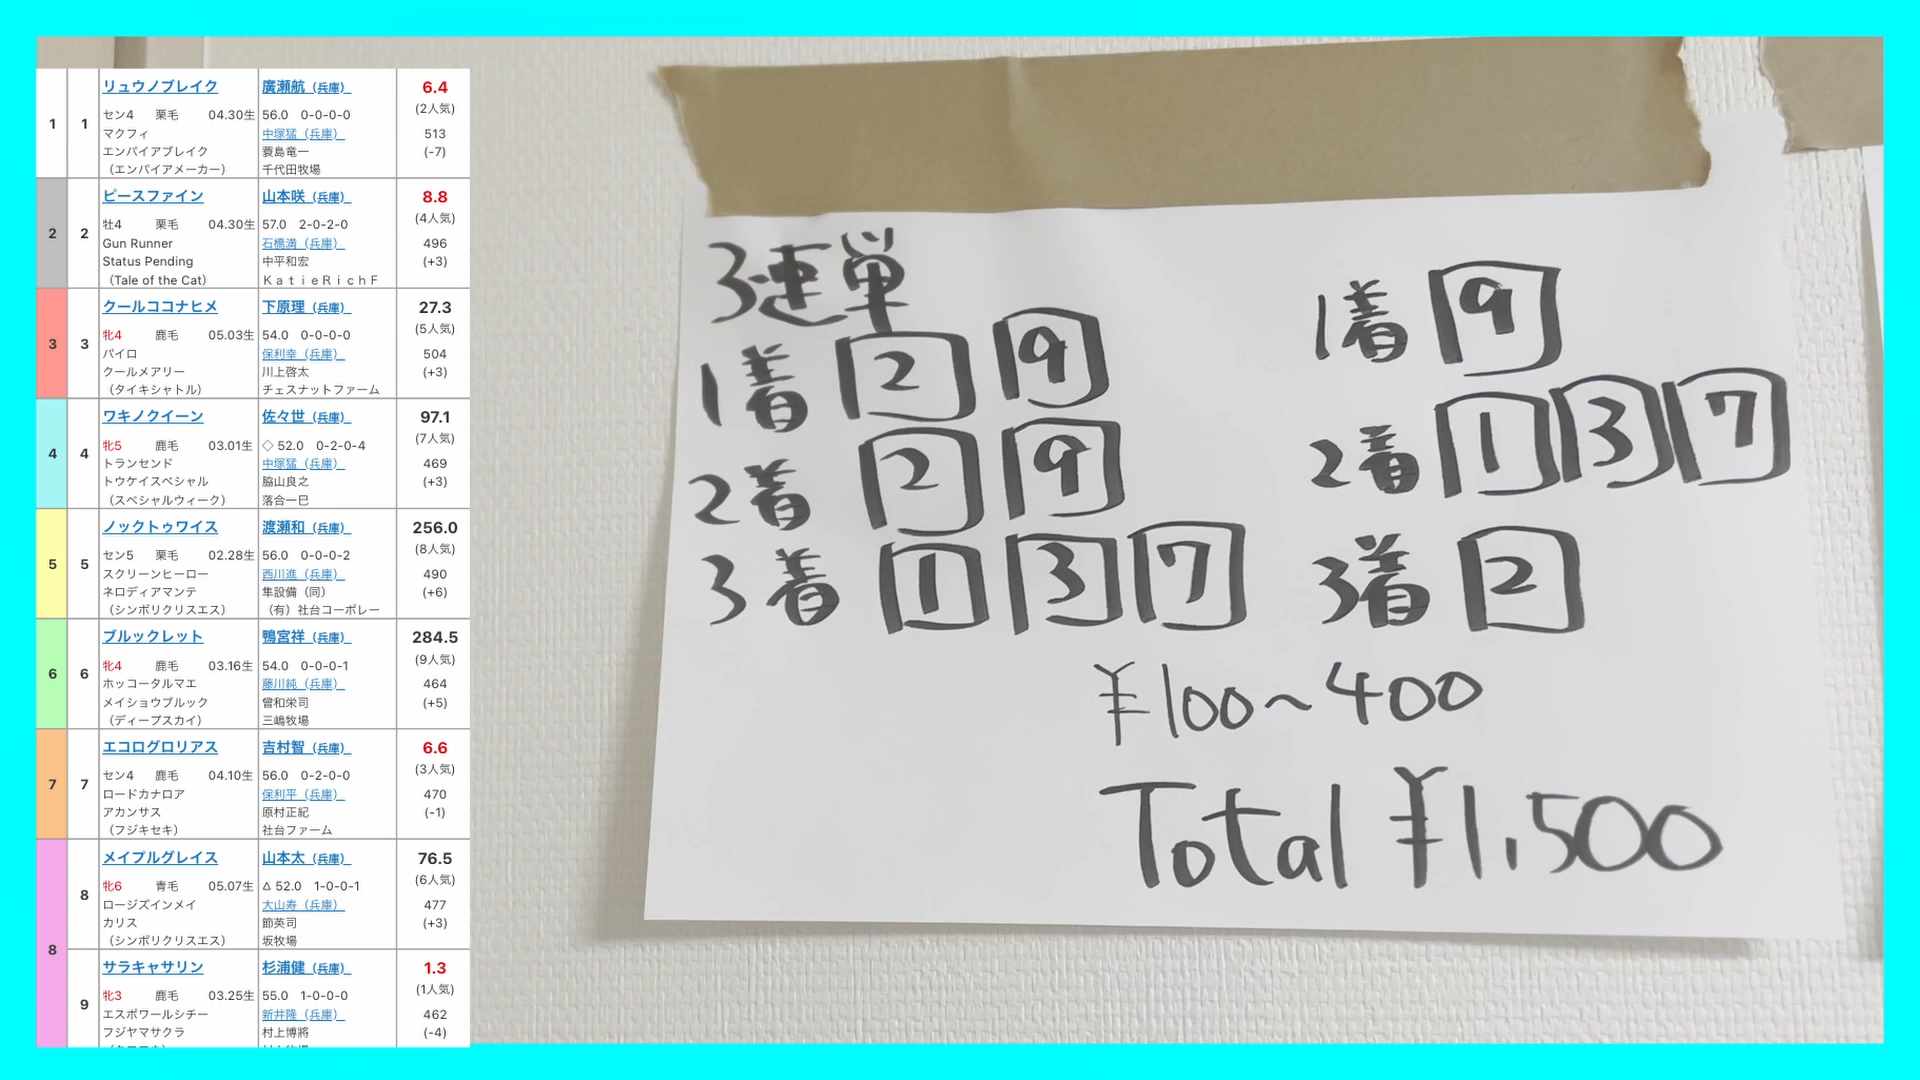 1 1 リュウノブレイク 廣瀬航（兵庫） 6.4
(2人気)
セン4 栗毛 04.30生 56.0 0-0-0-0
マクフィ 中塚猛（兵庫） 513
エンパイアブレイク 蓑島竜一 (-7)
（エンパイアメーカー） 千代田牧場
2 2 ピースファイン 山本咲（兵庫） 8.8
(4人気)
牡4 栗毛 04.30生 57.0 2-0-2-0
Gun Runner 石橋満（兵庫） 496
Status Pending 中平和宏 (+3)
（Tale of the Cat） ＫａｔｉｅＲｉｃｈＦ
3 3 クールココナヒメ 下原理（兵庫） 27.3
(5人気)
牝4 鹿毛 05.03生 54.0 0-0-0-0
パイロ 保利幸（兵庫） 504
クールメアリー 川上啓太 (+3)
（タイキシャトル） チェスナットファーム
4 4 ワキノクイーン 佐々世（兵庫） 97.1
(7人気)
牝5 鹿毛 03.01生 ◇ 52.0 0-2-0-4
トランセンド 中塚猛（兵庫） 469
トウケイスペシャル 脇山良之 (+3)
（スペシャルウィーク） 落合一巳
5 5 ノックトゥワイス 渡瀬和（兵庫） 256.0
(8人気)
セン5 栗毛 02.28生 56.0 0-0-0-2
スクリーンヒーロー 西川進（兵庫） 490
ネロディアマンテ 隼設備（同） (+6)
（シンボリクリスエス） （有）社台コーポレー
6 6 ブルックレット 鴨宮祥（兵庫） 284.5
(9人気)
牝4 鹿毛 03.16生 54.0 0-0-0-1
ホッコータルマエ 藤川純（兵庫） 464
メイショウブルック 曾和栄司 (+5)
（ディープスカイ） 三嶋牧場
7 7 エコログロリアス 吉村智（兵庫） 6.6
(3人気)
セン4 鹿毛 04.10生 56.0 0-2-0-0
ロードカナロア 保利平（兵庫） 470
アカンサス 原村正紀 (-1)
（フジキセキ） 社台ファーム
8 8 メイプルグレイス 山本太（兵庫） 76.5
(6人気)
牝6 青毛 05.07生 △ 52.0 1-0-0-1
ロージズインメイ 大山寿（兵庫） 477
カリス 節英司 (+3)
（シンボリクリスエス） 坂牧場
9 サラキャサリン 杉浦健（兵庫） 1.3
(1人気)
牝3 鹿毛 03.25生 55.0 1-0-0-0
エスポワールシチー 新井隆（兵庫） 462
フジヤマサクラ 村上博將 (-4)
3連単
1着 2 9
2着 2 9
3着 1 3 7
1着 9
2着 1 3 7
3着 2
¥100〜400
Total ¥1,500